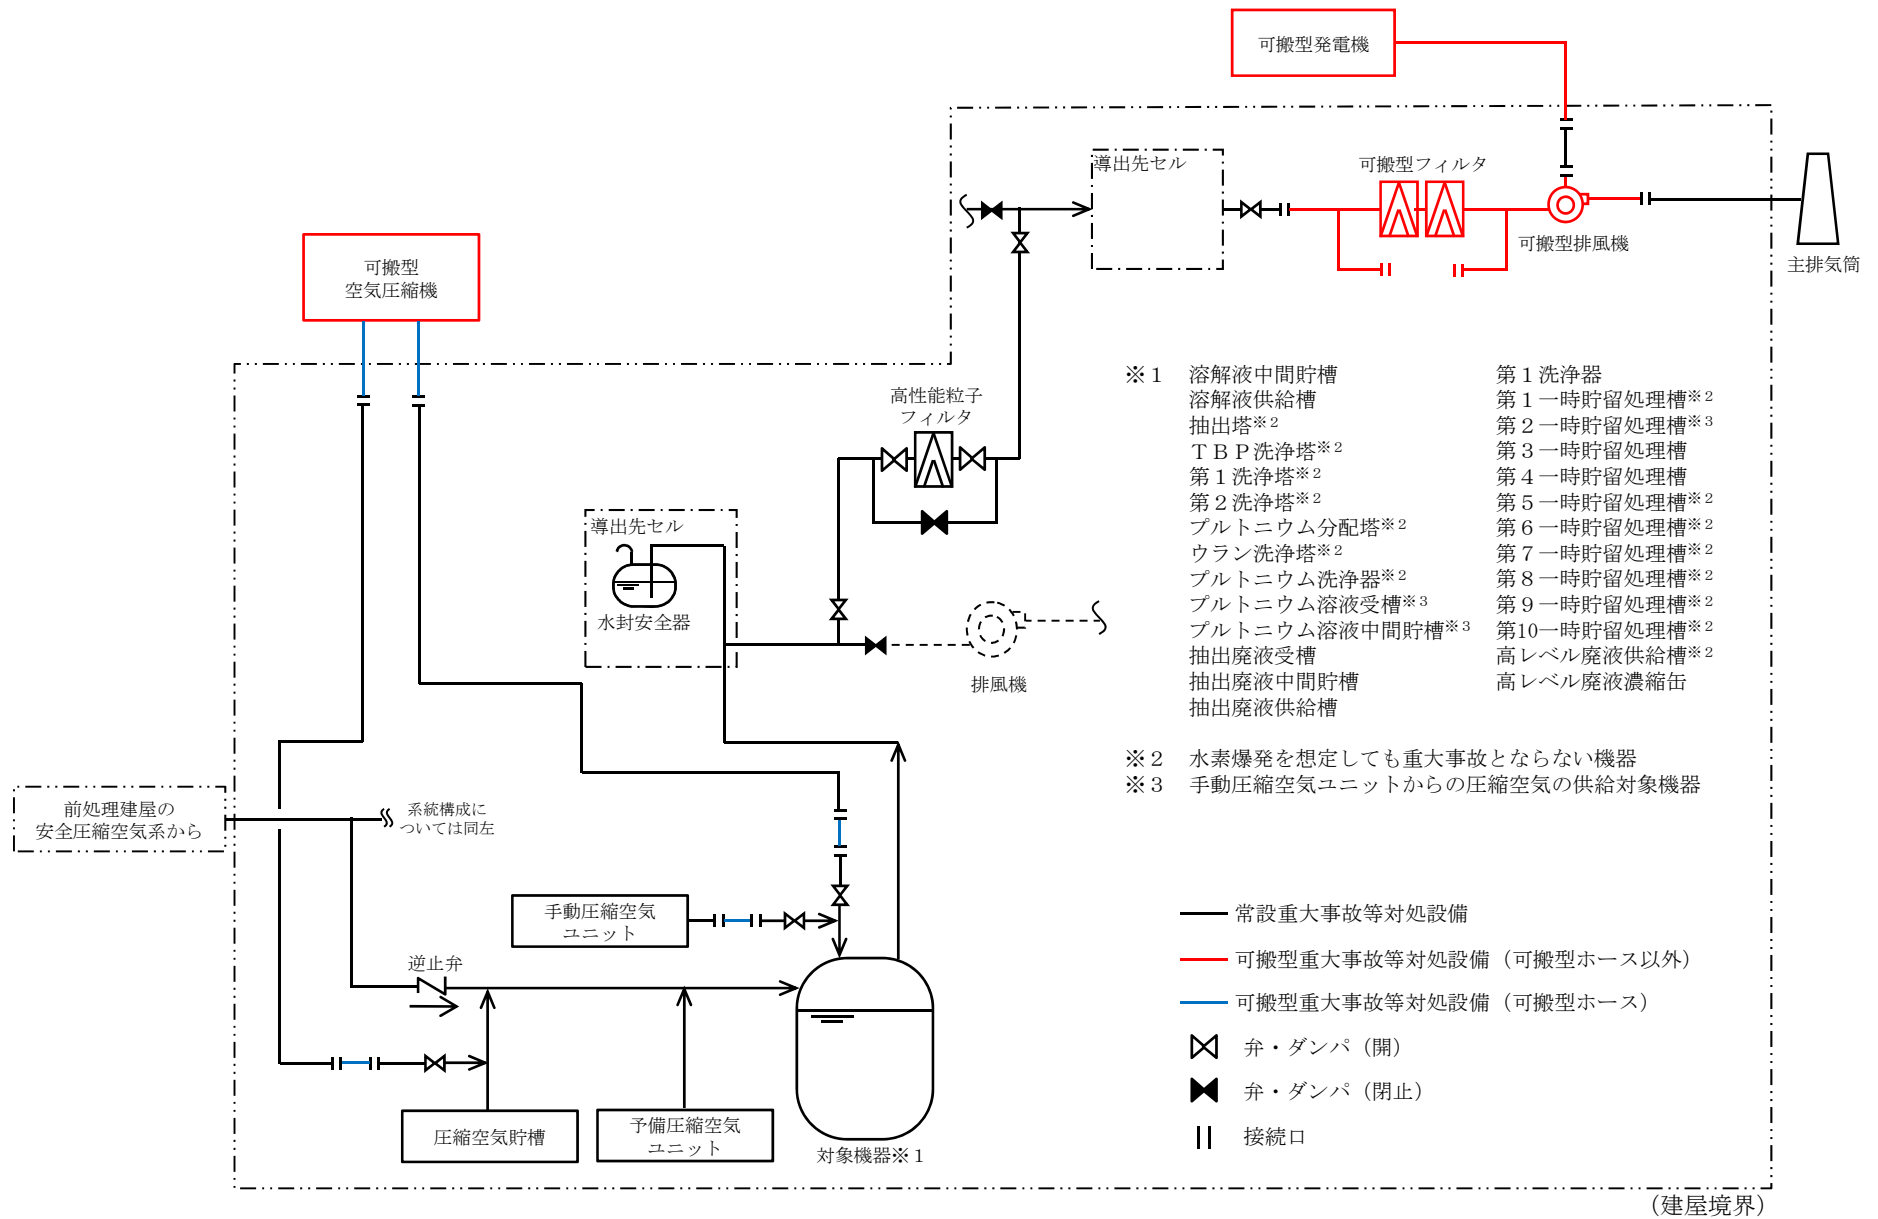 可搬型発電機
導出先セル
可搬型フィルタ
可搬型排風機
主排気筒
可搬型
空気圧縮機
高性能粒子
フィルタ
導出先セル
水封安全器
排風機
前処理建屋の
安全圧縮空気系から
系統構成に
ついては同左
手動圧縮空気
ユニット
逆止弁
圧縮空気貯槽
予備圧縮空気
ユニット
対象機器※1
※1
溶解液中間貯槽
溶解液供給槽
抽出塔※2
TBP洗浄塔※2
第1洗浄塔※2
第2洗浄塔※2
プルトニウム分配塔※2
ウラン洗浄塔※2
プルトニウム洗浄器※2
プルトニウム溶液受槽※3
プルトニウム溶液中間貯槽※3
抽出廃液受槽
抽出廃液中間貯槽
抽出廃液供給槽
第1洗浄器
第1一時貯留処理槽※2
第2一時貯留処理槽※3
第3一時貯留処理槽
第4一時貯留処理槽
第5一時貯留処理槽※2
第6一時貯留処理槽※2
第7一時貯留処理槽※2
第8一時貯留処理槽※2
第9一時貯留処理槽※2
第10一時貯留処理槽※2
高レベル廃液供給槽※2
高レベル廃液濃縮缶
※2 水素爆発を想定しても重大事故とならない機器
※3 手動圧縮空気ユニットからの圧縮空気の供給対象機器
常設重大事故等対処設備
可搬型重大事故等対処設備（可搬型ホース以外）
可搬型重大事故等対処設備（可搬型ホース）
弁・ダンパ（開）
弁・ダンパ（閉止）
接続口
（建屋境界）